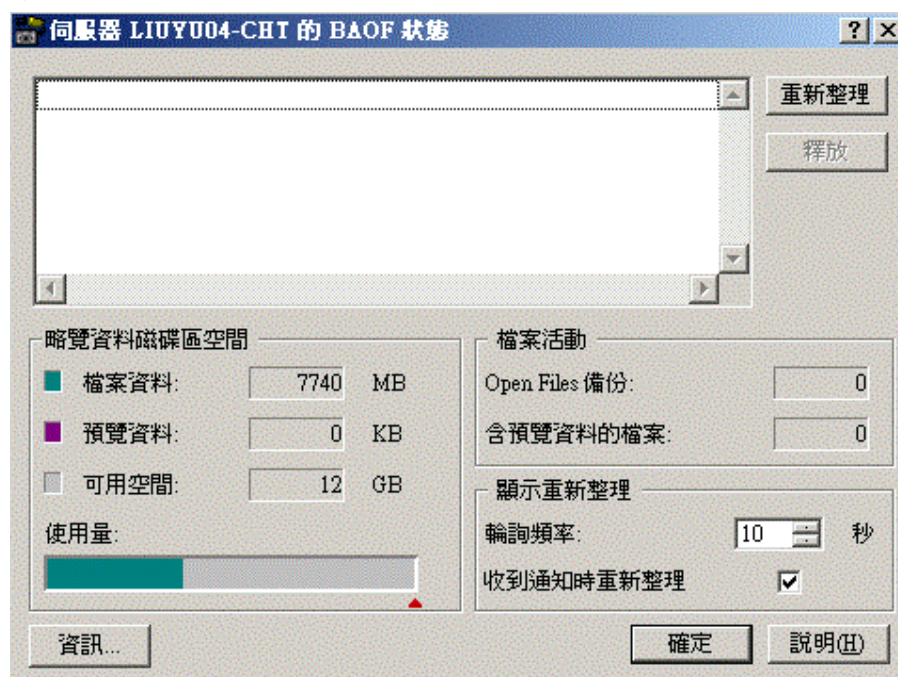 伺服器 LIUYU04-CHT 的 BAOF 狀態
重新整理
釋放
略覽資料磁碟區空間
檔案資料: 7740 MB
預覽資料: 0 KB
可用空間: 12 GB
使用量:
檔案活動
Open Files 備份: 0
含預覽資料的檔案: 0
顯示重新整理
輪詢頻率: 10 秒
收到通知時重新整理
資訊...
確定
說明(H)